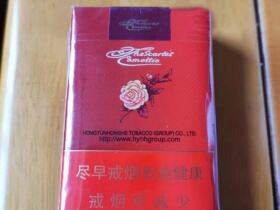 The Scarlet
Camellia
HONGYUNHONGHE TOBACCO (GROUP) CO., LTD.
http://www.hyhhgroup.com
尽早戒烟有益健康
戒烟可减少